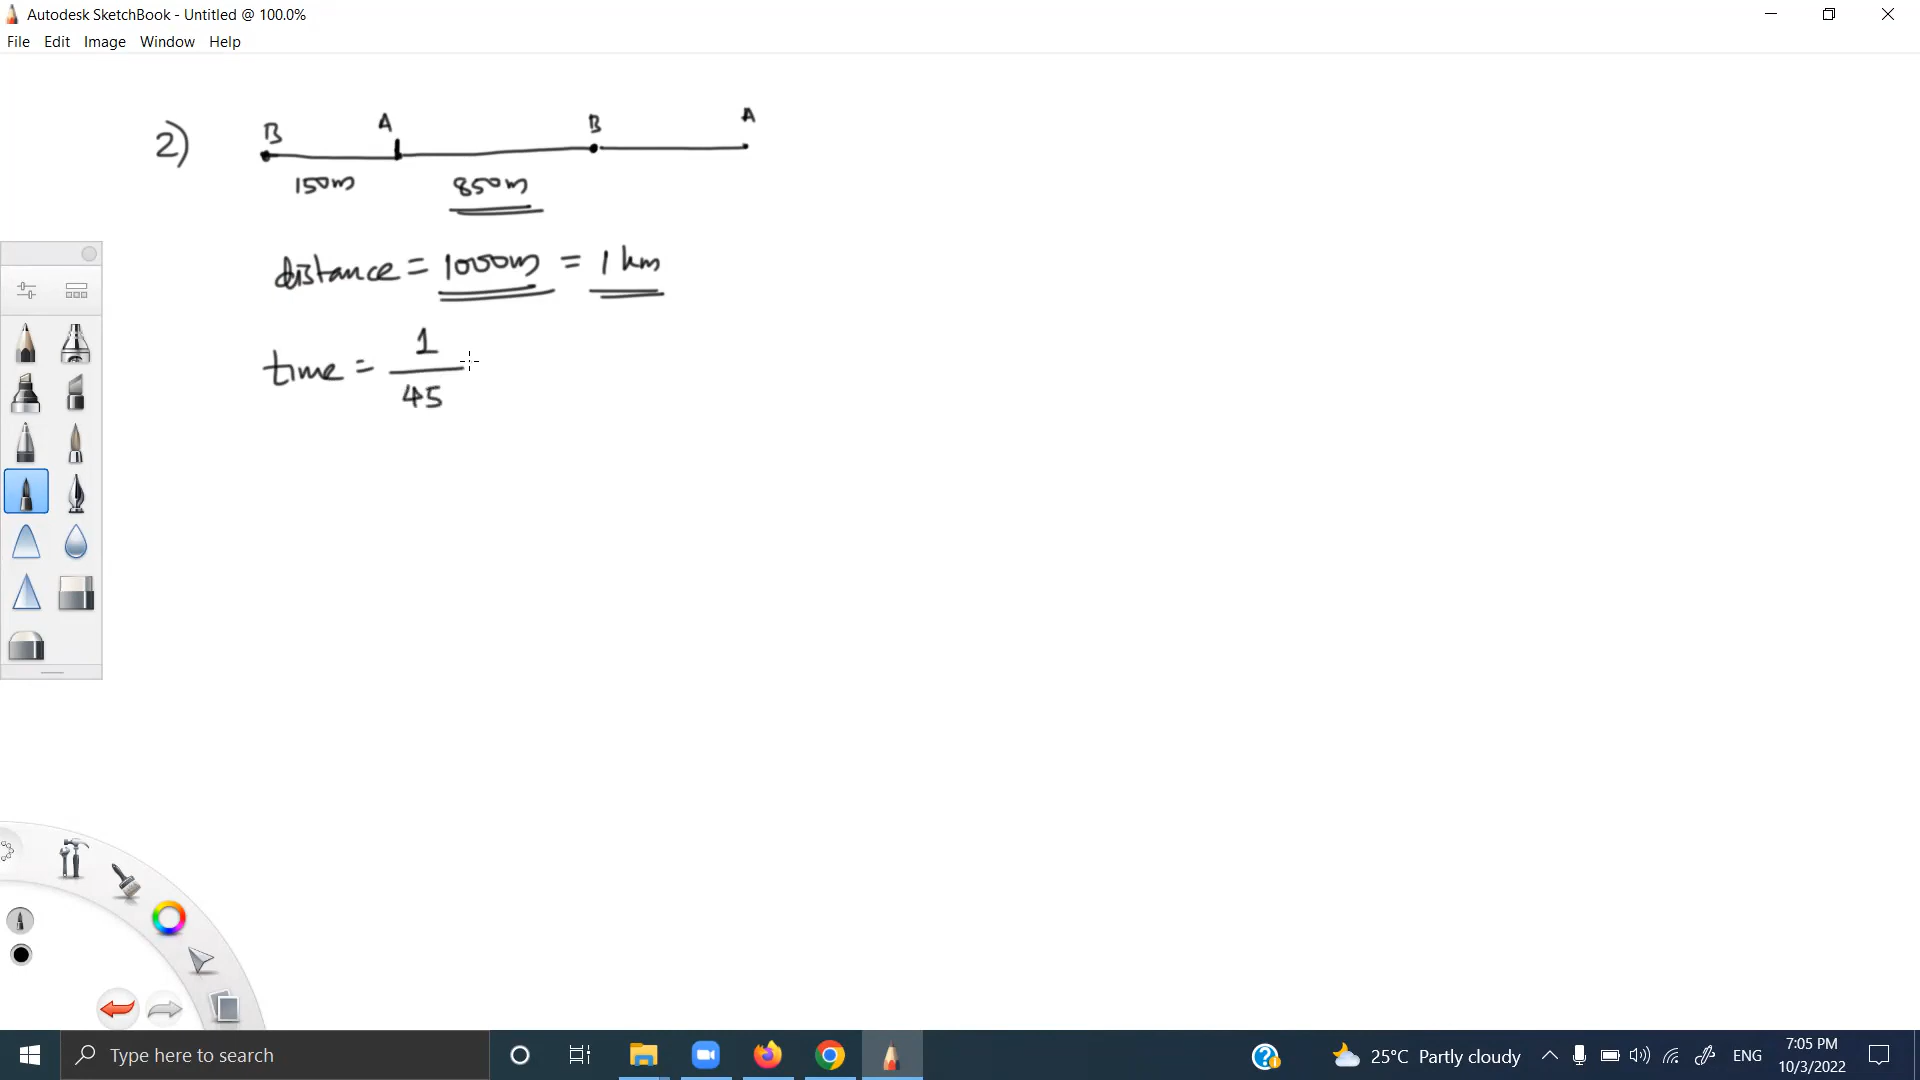 Autodesk SketchBook - Untitled @ 100.0%
File Edit Image Window Help
2) B A B A
150m 850m
distance = 1000m = 1 km
time = 1/45
Type here to search
25°C Partly cloudy ENG 7:05 PM
10/3/2022